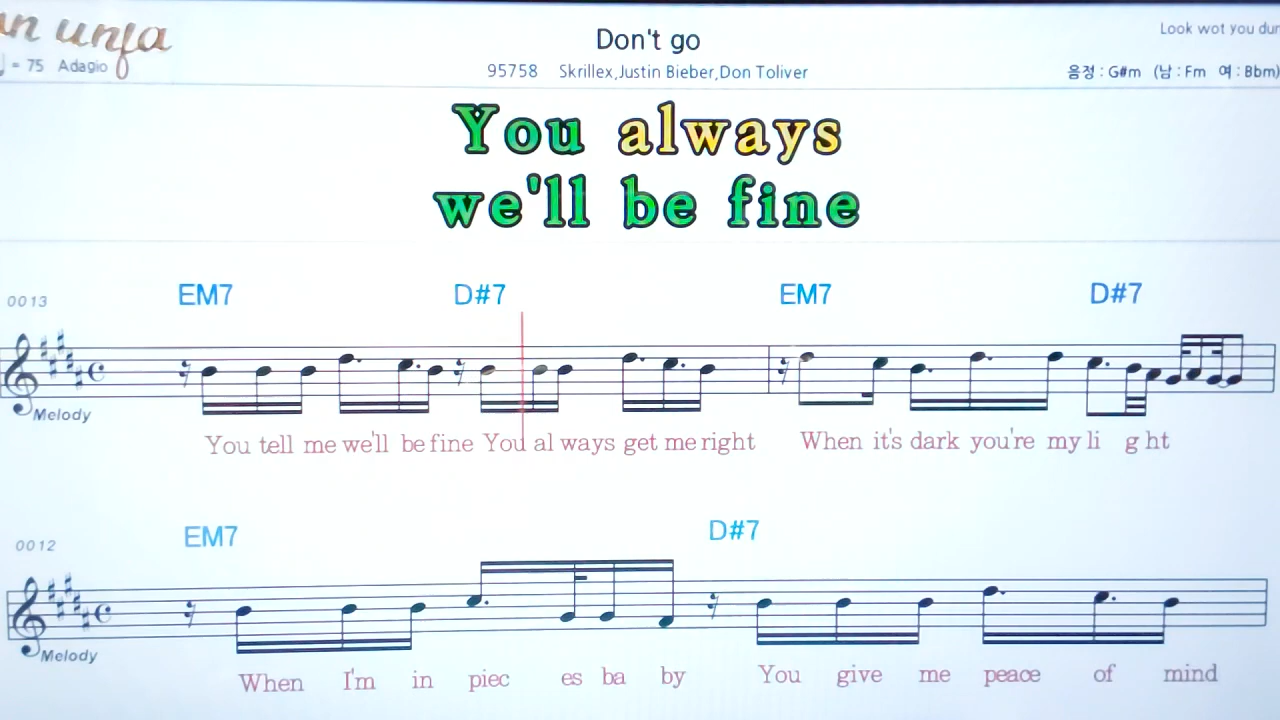 Don't go
Look wot you
= 75 Adagio
95758 Skrillex,Justin Bieber,Don Toliver
음정 : G#m (남 : Fm 여 : Bbm)
You always
we'll be fine
0013
EM7 D#7 EM7 D#7
Melody
You tell me we'll be fine You al ways get me right When it's dark you're my li g ht
0012
EM7 D#7
Melody
When I'm in piec es ba by You give me peace of mind